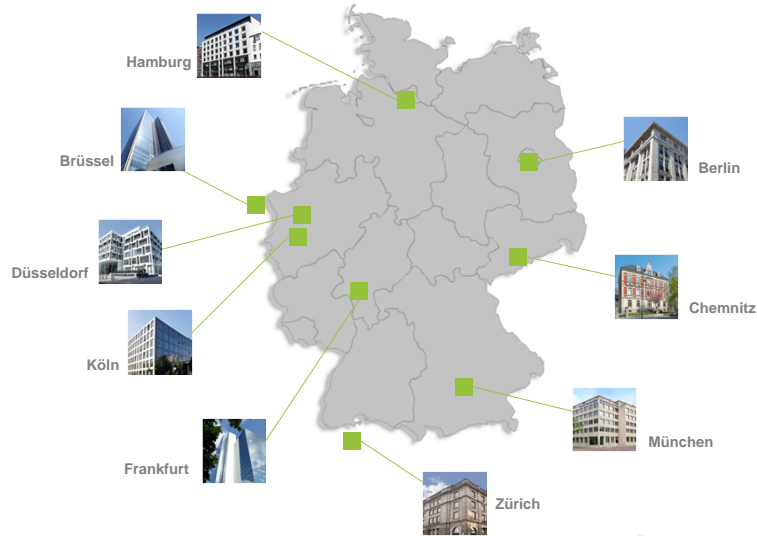 Hamburg
Brüssel
Berlin
Düsseldorf
Chemnitz
Köln
München
Frankfurt
Zürich